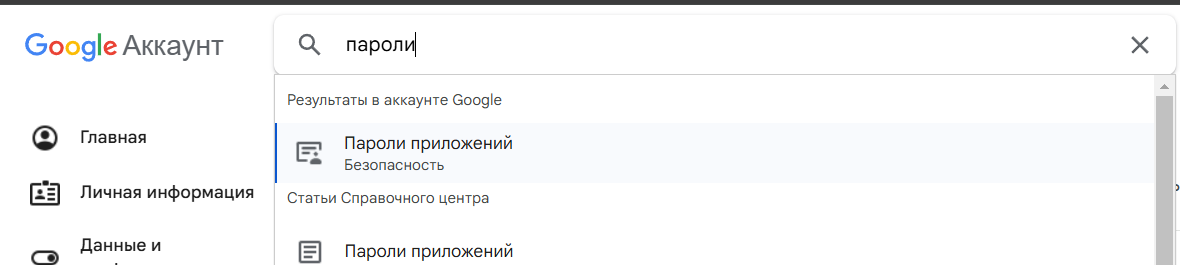 Google Аккаунт
пароли
Результаты в аккаунте Google
Главная
Пароли приложений
Безопасность
Личная информация
Статьи Справочного центра
Данные и
Пароли приложений